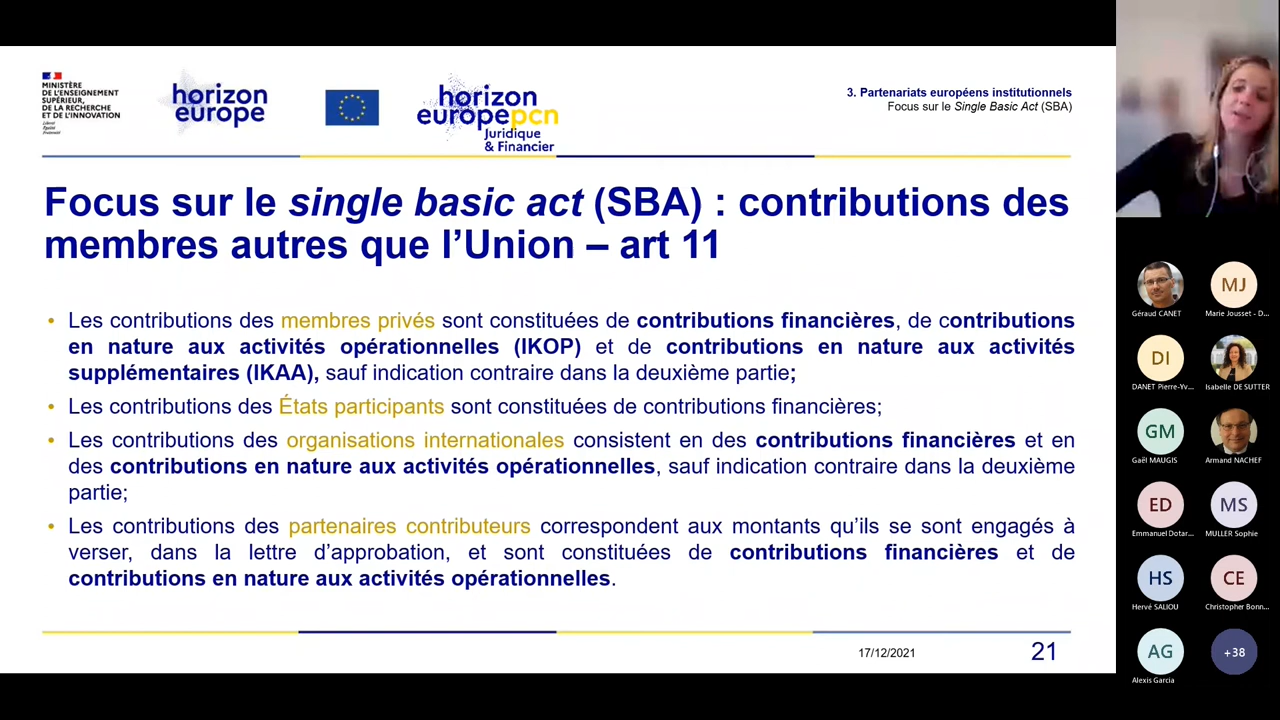 MINISTÈRE
DE L'ENSEIGNEMENT
SUPÉRIEUR,
DE LA RECHERCHE
ET DE L'INNOVATION
Liberté
Égalité
Fraternité
horizon
europe
horizon
europepcn
Juridique
& Financier
3. Partenariats européens institutionnels
Focus sur le Single Basic Act (SBA)
Focus sur le single basic act (SBA) : contributions des
membres autres que l’Union – art 11
• Les contributions des membres privés sont constituées de contributions financières, de contributions
en nature aux activités opérationnelles (IKOP) et de contributions en nature aux activités
supplémentaires (IKAA), sauf indication contraire dans la deuxième partie;
• Les contributions des États participants sont constituées de contributions financières;
• Les contributions des organisations internationales consistent en des contributions financières et en
des contributions en nature aux activités opérationnelles, sauf indication contraire dans la deuxième
partie;
• Les contributions des partenaires contributeurs correspondent aux montants qu’ils se sont engagés à
verser, dans la lettre d’approbation, et sont constituées de contributions financières et de
contributions en nature aux activités opérationnelles.
17/12/2021
21
MJ
Géraud CANET
Marie Jousset - D...
DI
DANET Pierre-Yv...
Isabelle DE SUTTER
GM
Gaël MAUGIS
Armand NACHEF
ED
MS
Emmanuel Dotar...
MULLER Sophie
HS
CE
Hervé SALIOU
Christopher Bonn...
AG
+38
Alexis Garcia